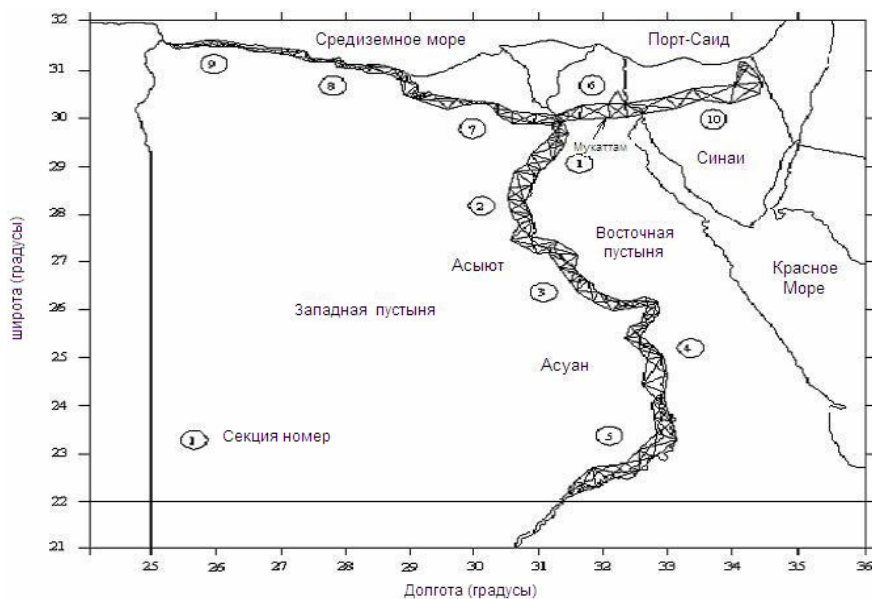 32
31
30
29
28
27
26
25
24
23
22
21
широта (градусы)
Средиземное море
Порт-Саид
9
8
6
7
10
Мукаттам
1
Синаи
2
Восточная
пустыня
Асыют
3
Красное
Море
Западная пустыня
4
Асуан
5
1 Секция номер
25 26 27 28 29 30 31 32 33 34 35 36
Долгота (градусы)